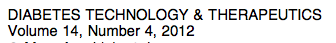 DIABETES TECHNOLOGY & THERAPEUTICS
Volume 14, Number 4, 2012